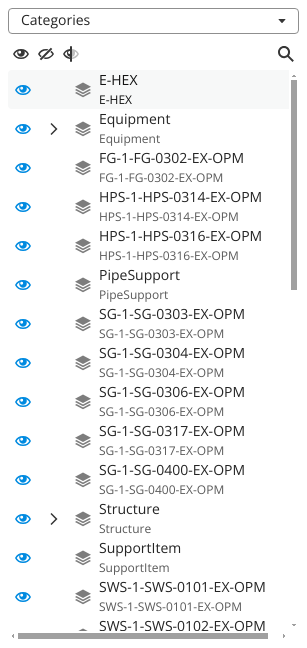 Categories
E-HEX
E-HEX
Equipment
Equipment
FG-1-FG-0302-EX-OPM
FG-1-FG-0302-EX-OPM
HPS-1-HPS-0314-EX-OPM
HPS-1-HPS-0314-EX-OPM
HPS-1-HPS-0316-EX-OPM
HPS-1-HPS-0316-EX-OPM
PipeSupport
PipeSupport
SG-1-SG-0303-EX-OPM
SG-1-SG-0303-EX-OPM
SG-1-SG-0304-EX-OPM
SG-1-SG-0304-EX-OPM
SG-1-SG-0306-EX-OPM
SG-1-SG-0306-EX-OPM
SG-1-SG-0317-EX-OPM
SG-1-SG-0317-EX-OPM
SG-1-SG-0400-EX-OPM
SG-1-SG-0400-EX-OPM
Structure
Structure
SupportItem
SupportItem
SWS-1-SWS-0101-EX-OPM
SWS-1-SWS-0101-EX-OPM
SWS-1-SWS-0102-EX-OPM